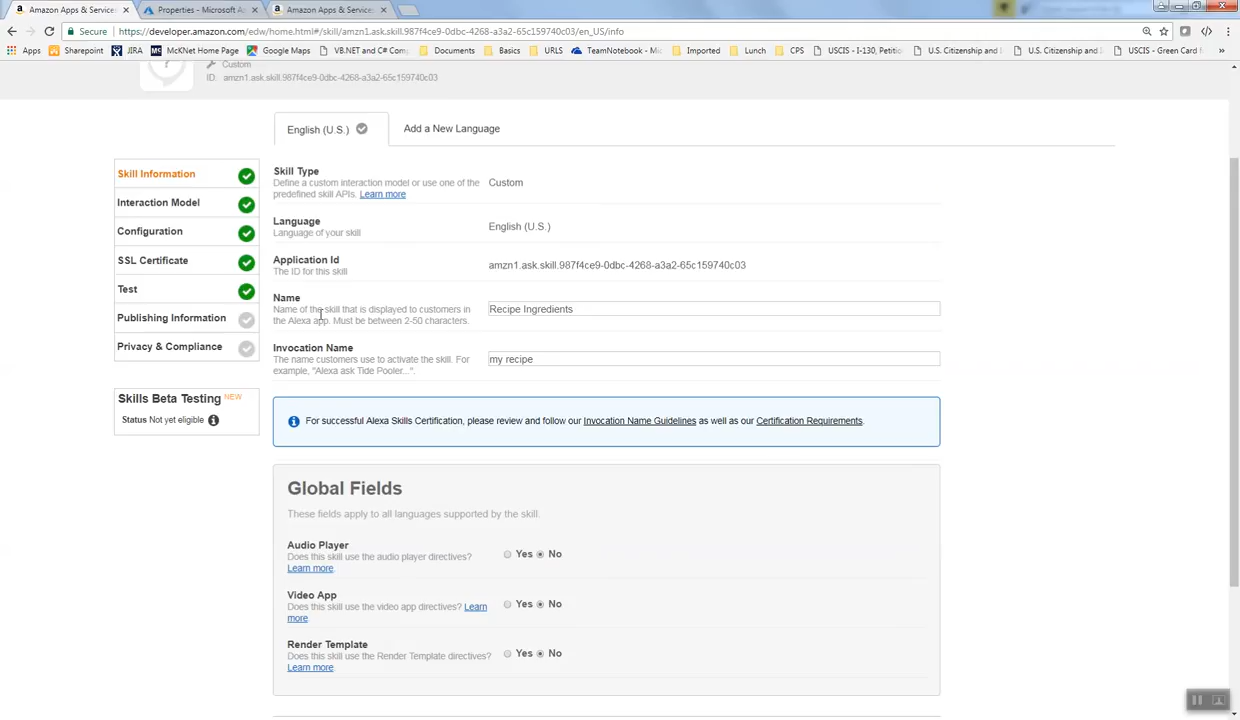 Amazon Apps & Service
Properties - Microsoft A
Amazon Apps & Services
Secure https://developer.amazon.com/edw/home.html#/skill/amzn1.ask.skill.987f4ce9-0dbc-4268-a3a2-65c159740c03/en_US/info
Apps Sharepoint JIRA McKNet Home Page Google Maps VB.NET and C# Com Documents Basics URLS TeamNotebook - Mi Imported Lunch CPS USCIS - I-130, Petiti U.S. Citizenship and U.S. Citizenship and USCIS - Green Card »
Custom
ID: amzn1.ask.skill.987f4ce9-0dbc-4268-a3a2-65c159740c03
English (U.S.) Add a New Language
Skill Information
Interaction Model
Configuration
SSL Certificate
Test
Publishing Information
Privacy & Compliance
Skills Beta Testing NEW
Status Not yet eligible
Skill Type
Define a custom interaction model or use one of the
predefined skill APIs. Learn more
Custom
Language
Language of your skill
English (U.S.)
Application Id
The ID for this skill
amzn1.ask.skill.987f4ce9-0dbc-4268-a3a2-65c159740c03
Name
Name of the skill that is displayed to customers in
the Alexa app. Must be between 2-50 characters.
Recipe Ingredients
Invocation Name
The name customers use to activate the skill. For
example, "Alexa ask Tide Pooler...".
my recipe
For successful Alexa Skills Certification, please review and follow our Invocation Name Guidelines as well as our Certification Requirements.
Global Fields
These fields apply to all languages supported by the skill.
Audio Player
Does this skill use the audio player directives?
Learn more
Yes No
Video App
Does this skill use the video app directives? Learn
more
Yes No
Render Template
Does this skill use the Render Template directives?
Learn more
Yes No